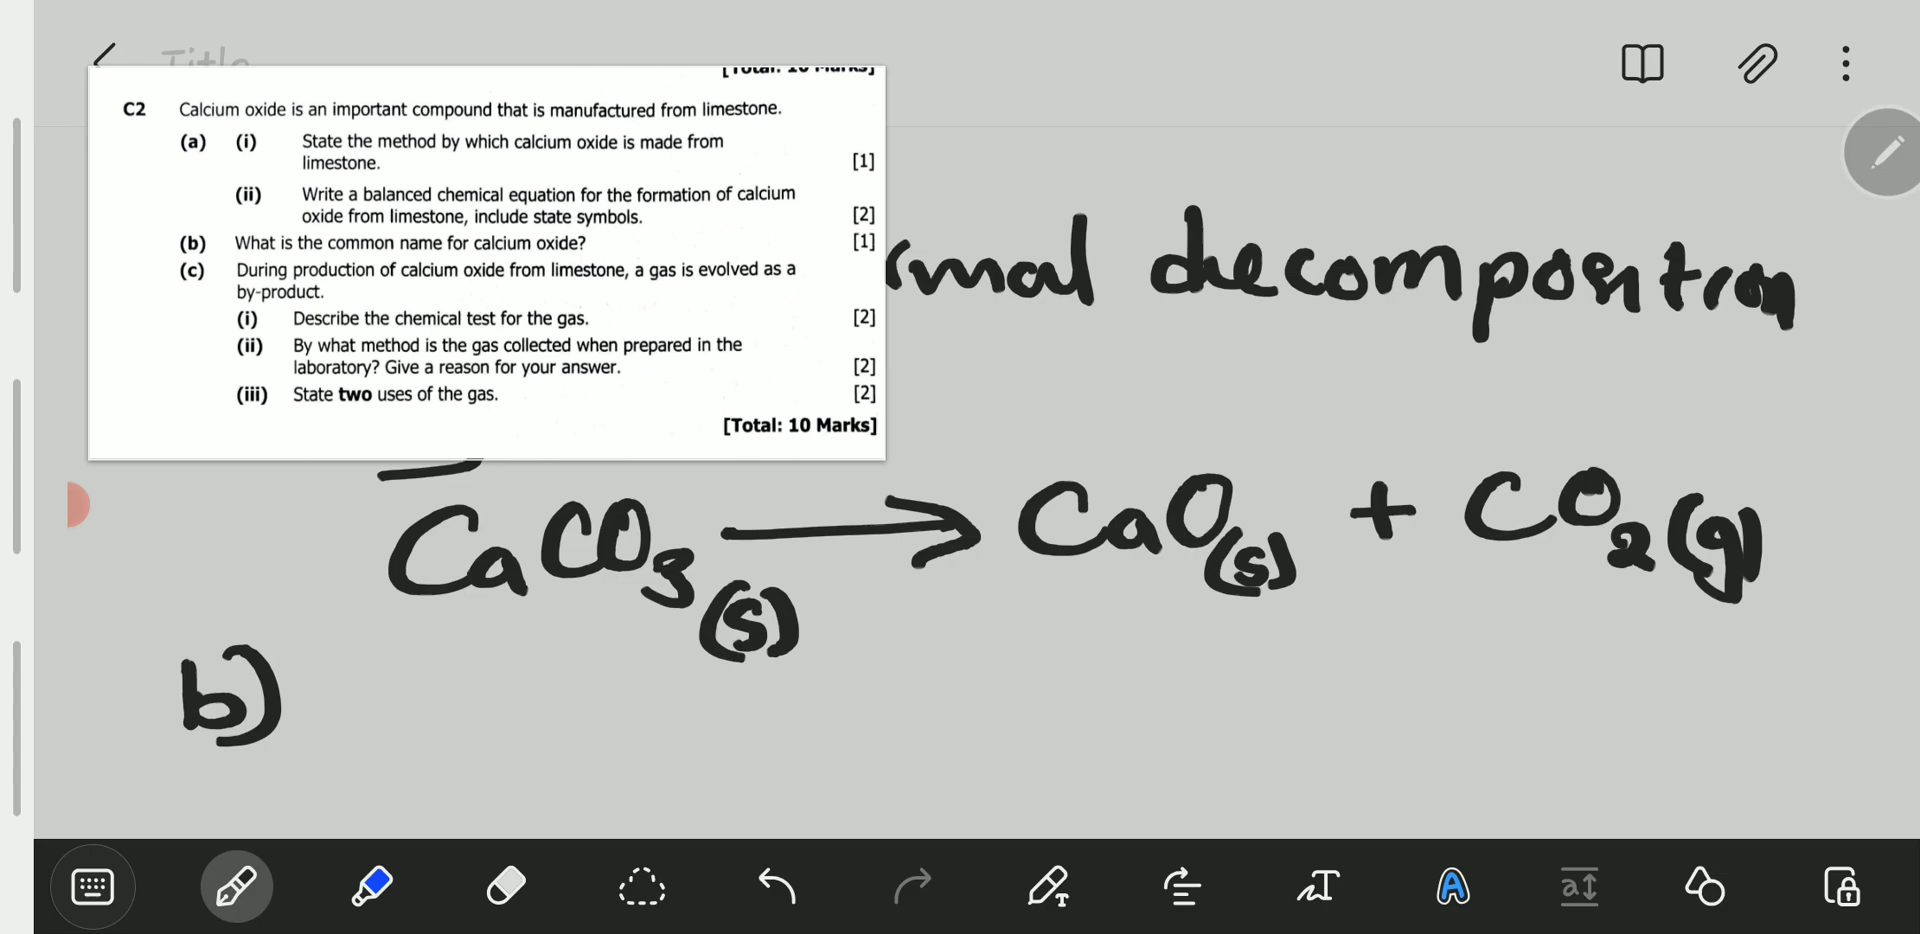 Title
[Total: 10 Marks]
C2 Calcium oxide is an important compound that is manufactured from limestone.
(a) (i) State the method by which calcium oxide is made from
limestone. [1]
(ii) Write a balanced chemical equation for the formation of calcium
oxide from limestone, include state symbols. [2]
(b) What is the common name for calcium oxide? [1]
(c) During production of calcium oxide from limestone, a gas is evolved as a
by-product.
(i) Describe the chemical test for the gas. [2]
(ii) By what method is the gas collected when prepared in the
laboratory? Give a reason for your answer. [2]
(iii) State two uses of the gas. [2]
[Total: 10 Marks]
rmal decomposition
CaCO₃(s) → CaO(s) + CO₂(g)
b)